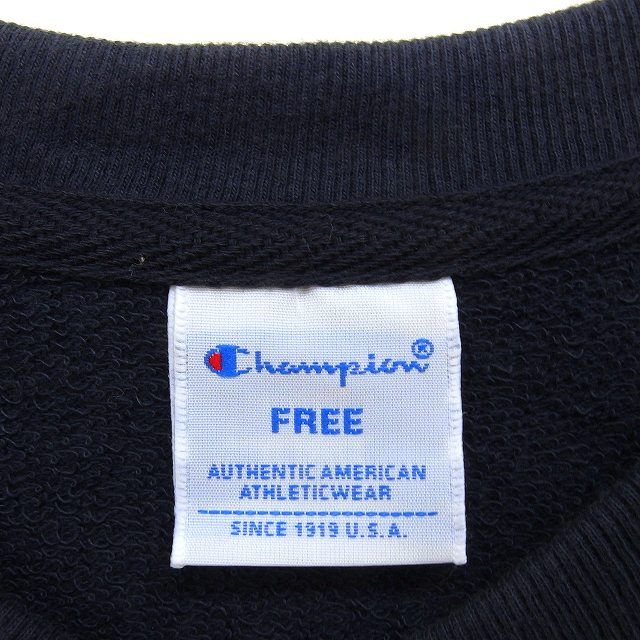 Champion®
FREE
AUTHENTIC AMERICAN
ATHLETICWEAR
SINCE 1919 U.S.A.